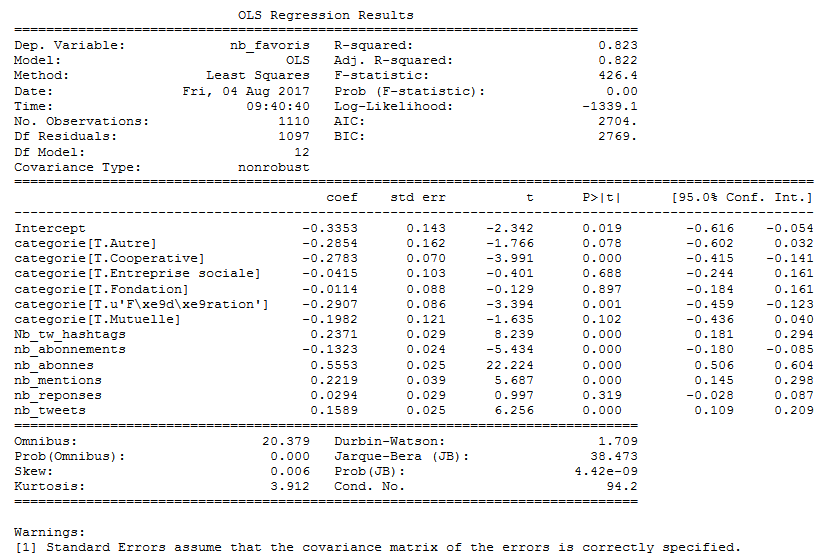 OLS Regression Results
==============================================================================
Dep. Variable:             nb_favoris   R-squared:                       0.823
Model:                            OLS   Adj. R-squared:                  0.822
Method:                 Least Squares   F-statistic:                     426.4
Date:                Fri, 04 Aug 2017   Prob (F-statistic):               0.00
Time:                        09:40:40   Log-Likelihood:                -1339.1
No. Observations:                1110   AIC:                             2704.
Df Residuals:                    1097   BIC:                             2769.
Df Model:                          12
Covariance Type:            nonrobust
====================================================================================================
                                       coef    std err          t      P>|t|      [95.0% Conf. Int.]
----------------------------------------------------------------------------------------------------
Intercept                           -0.3353      0.143     -2.342      0.019        -0.616    -0.054
categorie[T.Autre]                  -0.2854      0.162     -1.766      0.078        -0.602     0.032
categorie[T.Cooperative]            -0.2783      0.070     -3.991      0.000        -0.415    -0.141
categorie[T.Entreprise sociale]     -0.0415      0.103     -0.401      0.688        -0.244     0.161
categorie[T.Fondation]              -0.0114      0.088     -0.129      0.897        -0.184     0.161
categorie[T.u'F\xe9d\xe9ration']    -0.2907      0.086     -3.394      0.001        -0.459    -0.123
categorie[T.Mutuelle]               -0.1982      0.121     -1.635      0.102        -0.436     0.040
Nb_tw_hashtags                       0.2371      0.029      8.239      0.000         0.181     0.294
nb_abonnements                      -0.1323      0.024     -5.434      0.000        -0.180    -0.085
nb_abonnes                           0.5553      0.025     22.224      0.000         0.506     0.604
nb_mentions                          0.2219      0.039      5.687      0.000         0.145     0.298
nb_reponses                          0.0294      0.029      0.997      0.319        -0.028     0.087
nb_tweets                            0.1589      0.025      6.256      0.000         0.109     0.209
==============================================================================
Omnibus:                       20.379   Durbin-Watson:                   1.709
Prob(Omnibus):                  0.000   Jarque-Bera (JB):               38.473
Skew:                           0.006   Prob(JB):                     4.42e-09
Kurtosis:                       3.912   Cond. No.                         94.2
==============================================================================
Warnings:
[1] Standard Errors assume that the covariance matrix of the errors is correctly specified.